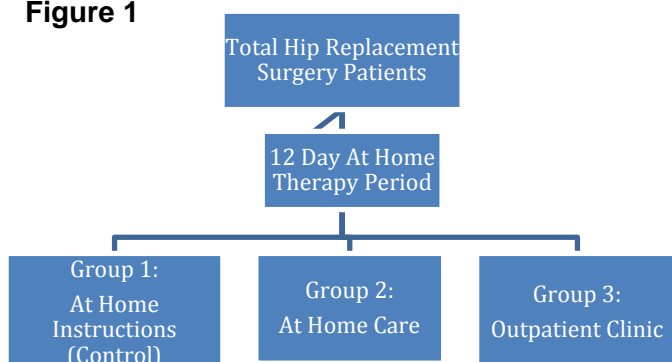 Figure 1
Total Hip Replacement
Surgery Patients
12 Day At Home
Therapy Period
Group 1:
At Home
Instructions
(Control)
Group 2:
At Home Care
Group 3:
Outpatient Clinic